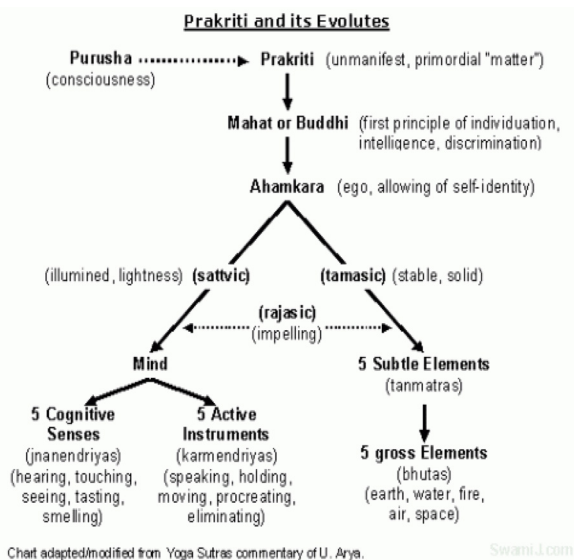 Prakriti and its Evolutes
Purusha
(consciousness)
Prakriti (unmanifest, primordial "matter")
Mahat or Buddhi (first principle of individuation,
intelligence, discrimination)
Ahamkara (ego, allowing of self-identity)
(illumined, lightness) (sattvic)
(tamasic) (stable, solid)
(rajasic)
(impelling)
Mind
5 Cognitive
Senses
(jnanendriyas)
(hearing, touching,
seeing, tasting,
smelling)
5 Active
Instruments
(karmendriyas)
(speaking, holding,
moving, procreating,
eliminating)
5 Subtle Elements
(tanmatras)
5 gross Elements
(bhutas)
(earth, water, fire,
air, space)
Chart adapted/modified from Yoga Sutras commentary of U. Arya.
SwamiJ.com